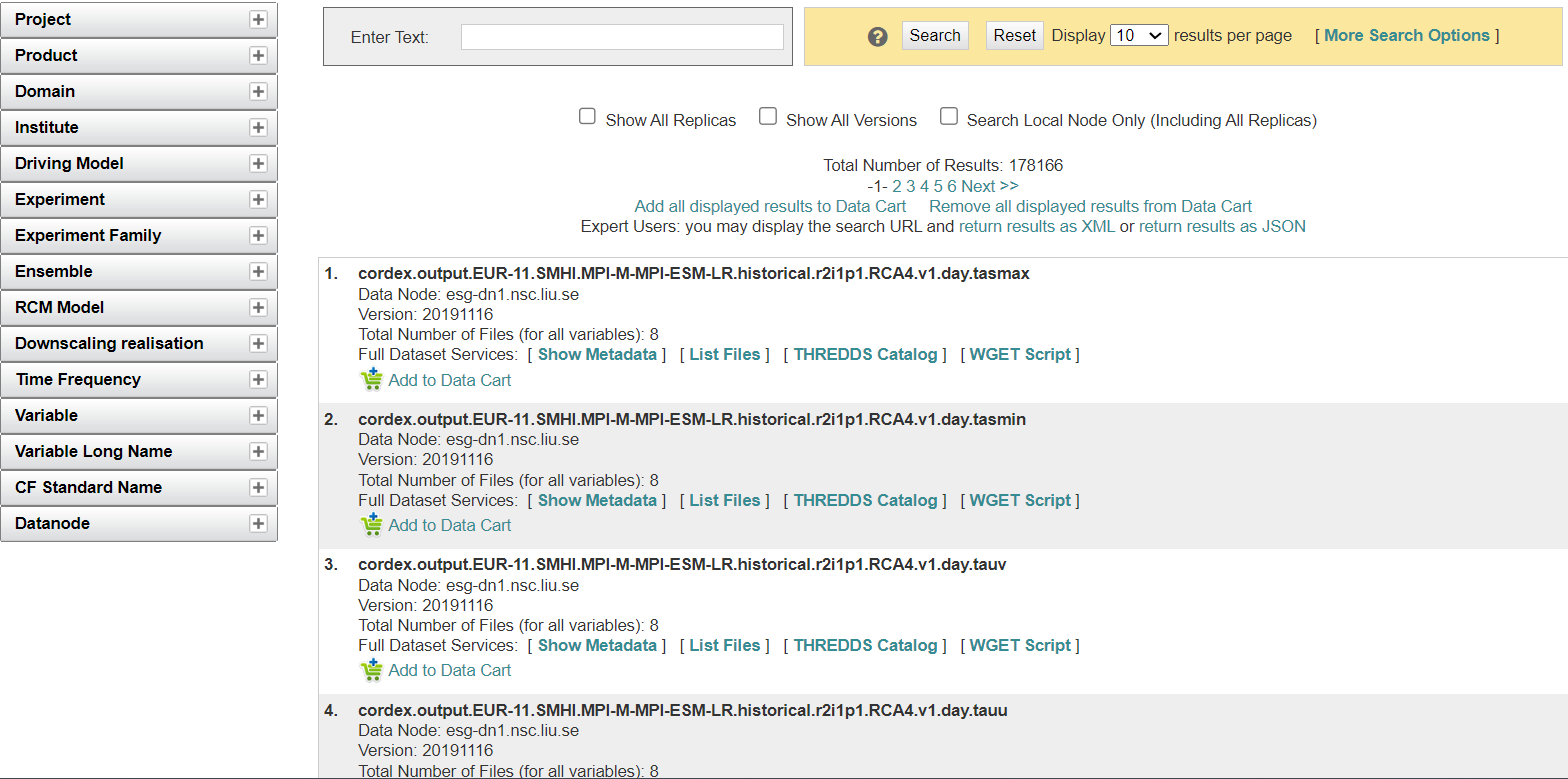 Project
Product
Domain
Institute
Driving Model
Experiment
Experiment Family
Ensemble
RCM Model
Downscaling realisation
Time Frequency
Variable
Variable Long Name
CF Standard Name
Datanode
Enter Text:
Search Reset Display 10 results per page [ More Search Options ]
Show All Replicas Show All Versions Search Local Node Only (Including All Replicas)
Total Number of Results: 178166
-1- 2 3 4 5 6 Next >>
Add all displayed results to Data Cart Remove all displayed results from Data Cart
Expert Users: you may display the search URL and return results as XML or return results as JSON
1. cordex.output.EUR-11.SMHI.MPI-M-MPI-ESM-LR.historical.r2i1p1.RCA4.v1.day.tasmax
Data Node: esg-dn1.nsc.liu.se
Version: 20191116
Total Number of Files (for all variables): 8
Full Dataset Services: [ Show Metadata ] [ List Files ] [ THREDDS Catalog ] [ WGET Script ]
Add to Data Cart
2. cordex.output.EUR-11.SMHI.MPI-M-MPI-ESM-LR.historical.r2i1p1.RCA4.v1.day.tasmin
Data Node: esg-dn1.nsc.liu.se
Version: 20191116
Total Number of Files (for all variables): 8
Full Dataset Services: [ Show Metadata ] [ List Files ] [ THREDDS Catalog ] [ WGET Script ]
Add to Data Cart
3. cordex.output.EUR-11.SMHI.MPI-M-MPI-ESM-LR.historical.r2i1p1.RCA4.v1.day.tauv
Data Node: esg-dn1.nsc.liu.se
Version: 20191116
Total Number of Files (for all variables): 8
Full Dataset Services: [ Show Metadata ] [ List Files ] [ THREDDS Catalog ] [ WGET Script ]
Add to Data Cart
4. cordex.output.EUR-11.SMHI.MPI-M-MPI-ESM-LR.historical.r2i1p1.RCA4.v1.day.tauu
Data Node: esg-dn1.nsc.liu.se
Version: 20191116
Total Number of Files (for all variables): 8